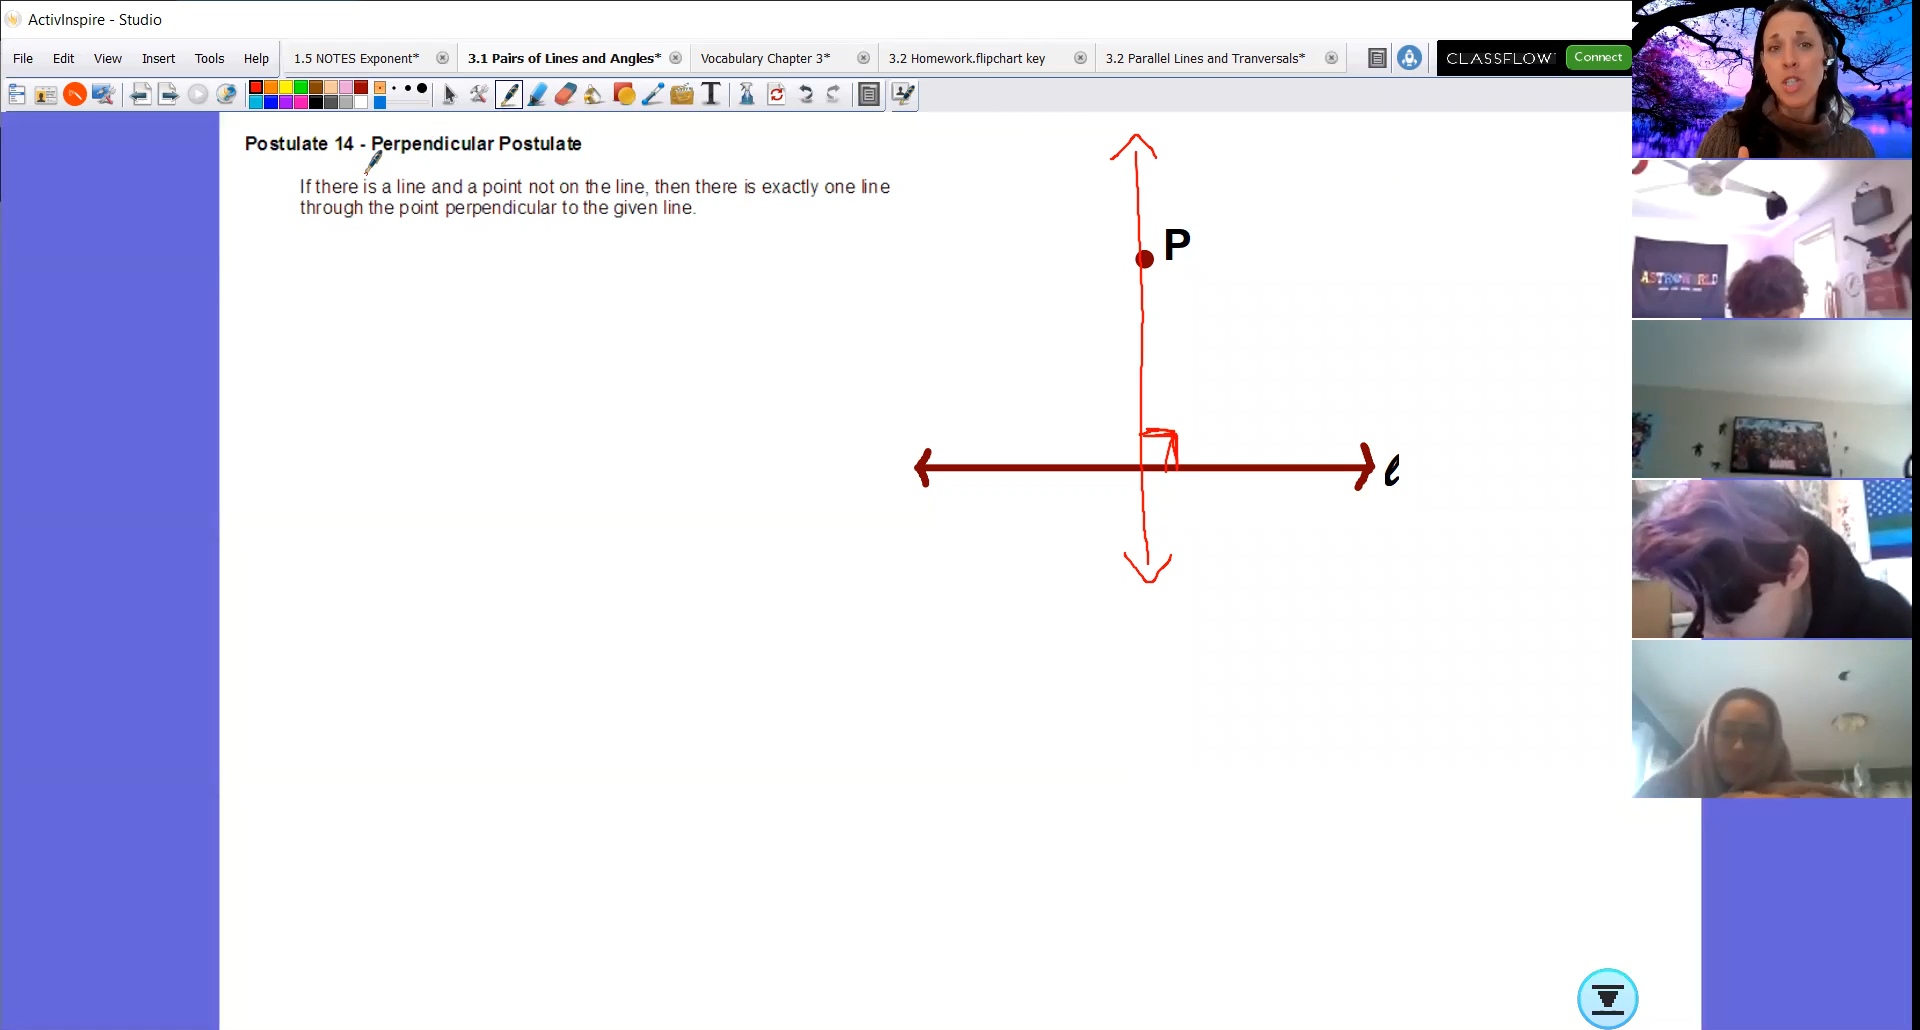 ActivInspire - Studio
File Edit View Insert Tools Help
1.5 NOTES Exponent*
3.1 Pairs of Lines and Angles*
Vocabulary Chapter 3*
3.2 Homework.flipchart key
3.2 Parallel Lines and Tranversals*
CLASSFLOW
Connect
T
Postulate 14 - Perpendicular Postulate
If there is a line and a point not on the line, then there is exactly one line
through the point perpendicular to the given line.
P
ℓ
ASTROWORLD
MARVEL